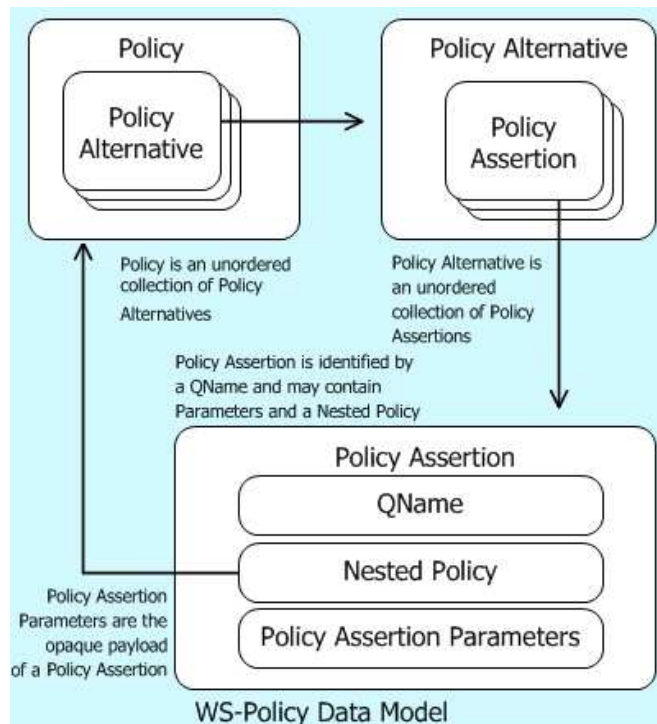 Policy
Policy
Alternative
Policy Alternative
Policy
Assertion
Policy is an unordered
collection of Policy
Alternatives
Policy Alternative is
an unordered
collection of Policy
Assertions
Policy Assertion is identified by
a QName and may contain
Parameters and a Nested Policy
Policy Assertion
QName
Nested Policy
Policy Assertion Parameters
Policy Assertion
Parameters are the
opaque payload
of a Policy Assertion
WS-Policy Data Model